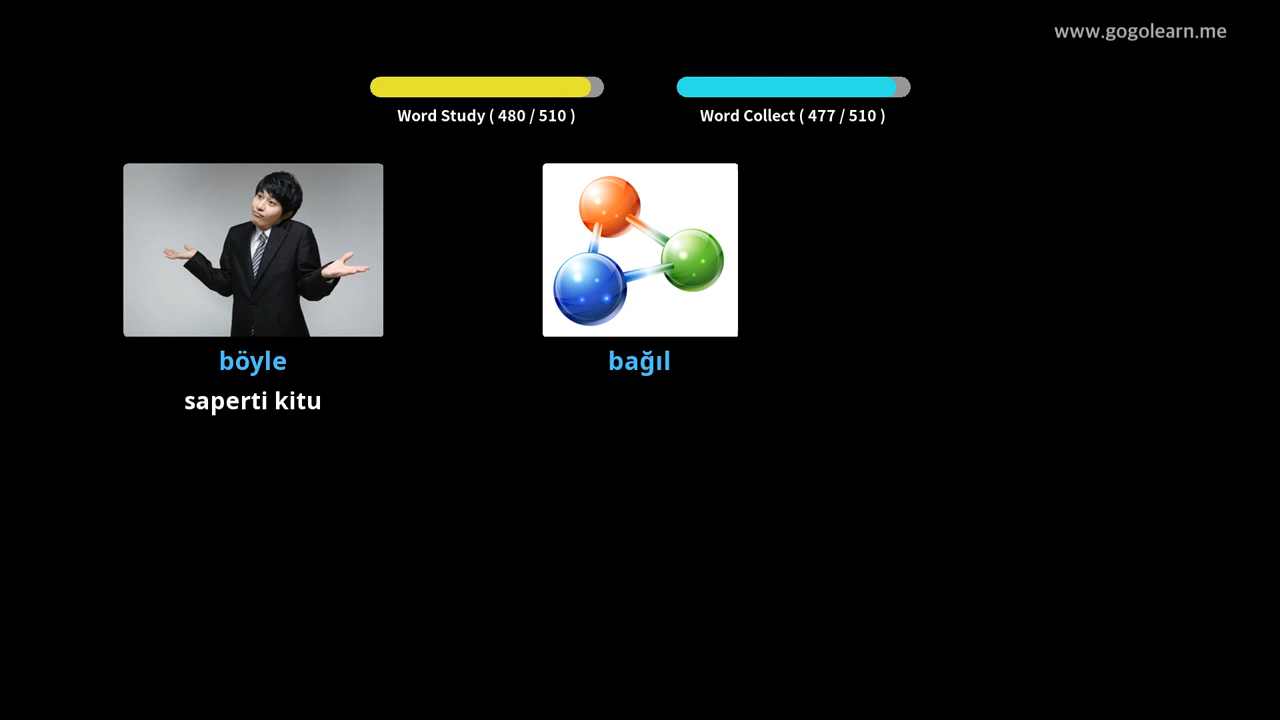 www.gogolearn.me
Word Study ( 480 / 510 )
Word Collect ( 477 / 510 )
böyle
bağıl
saperti kitu